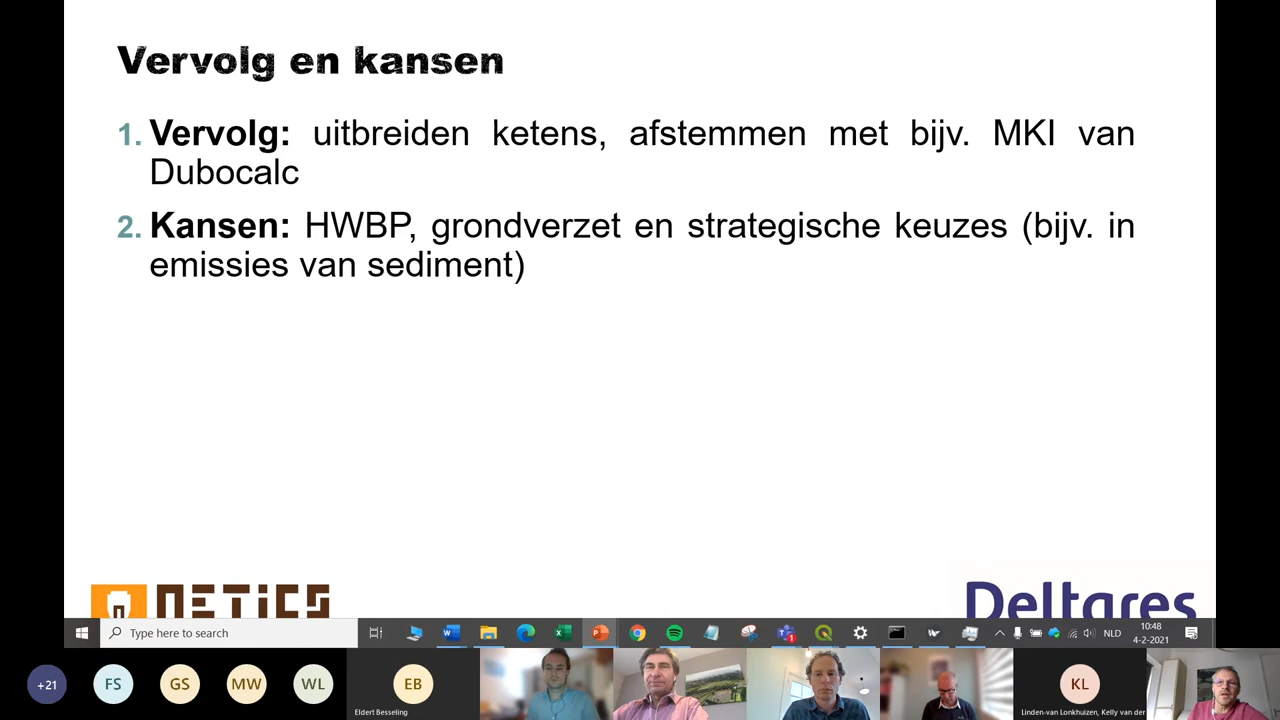 Vervolg en kansen
1. Vervolg: uitbreiden ketens, afstemmen met bijv. MKI van
Dubocalc
2. Kansen: HWBP, grondverzet en strategische keuzes (bijv. in
emissies van sediment)
NETICS
Deltares
Type here to search
NLD
10:48
4-2-2021
+21
FS
GS
MW
WL
EB
Eldert Besseling
KL
Linden-van Lonkhuizen, Kelly van der